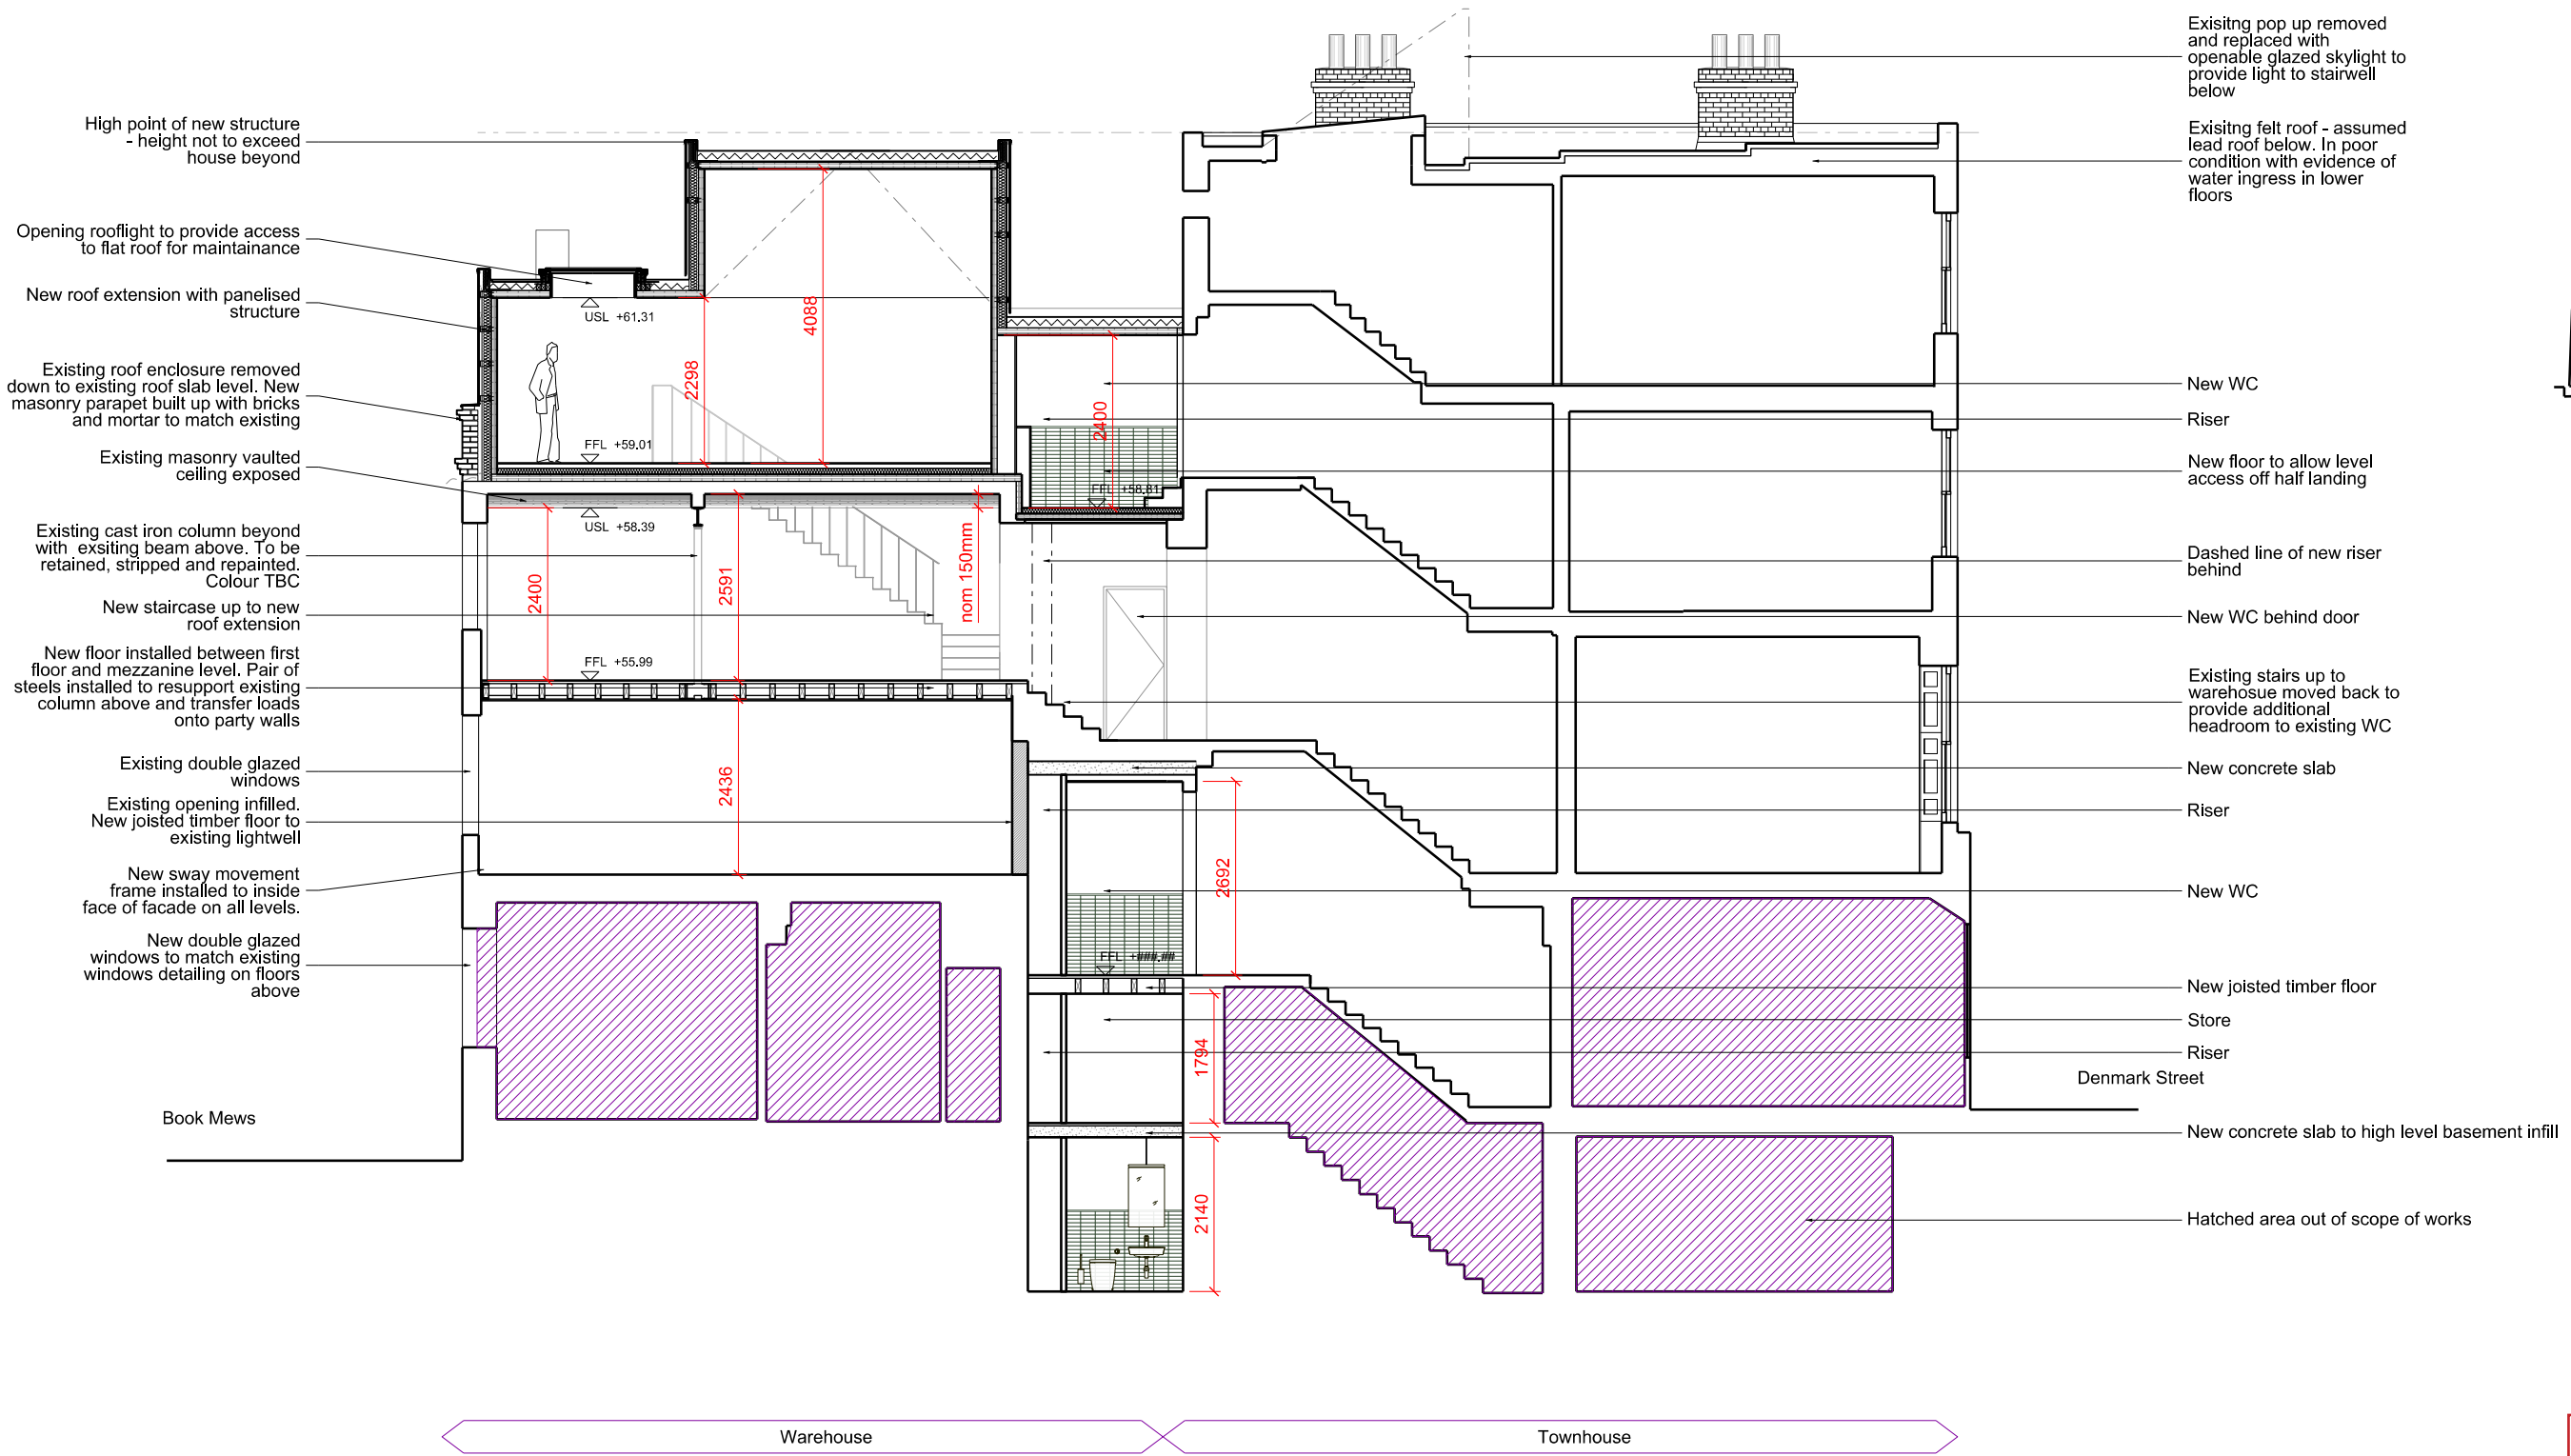 High point of new structure
- height not to exceed
house beyond
Opening rooflight to provide access
to flat roof for maintainance
New roof extension with panelised
structure
Existing roof enclosure removed
down to existing roof slab level. New
masonry parapet built up with bricks
and mortar to match existing
Existing masonry vaulted
ceiling exposed
Existing cast iron column beyond
with exsiting beam above. To be
retained, stripped and repainted.
Colour TBC
New staircase up to new
roof extension
New floor installed between first
floor and mezzanine level. Pair of
steels installed to resupport existing
column above and transfer loads
onto party walls
Existing double glazed
windows
Existing opening infilled.
New joisted timber floor to
existing lightwell
New sway movement
frame installed to inside
face of facade on all levels.
New double glazed
windows to match existing
windows detailing on floors
above
Book Mews
USL +61.31
4088
2298
FFL +59.01
2400
FFL +58.81
USL +58.39
2400
2591
nom 150mm
FFL +55.99
2436
2692
FFL +###.##
1794
2140
Exisitng pop up removed
and replaced with
openable glazed skylight to
provide light to stairwell
below
Exisitng felt roof - assumed
lead roof below. In poor
condition with evidence of
water ingress in lower
floors
New WC
Riser
New floor to allow level
access off half landing
Dashed line of new riser
behind
New WC behind door
Existing stairs up to
warehosue moved back to
provide additional
headroom to existing WC
New concrete slab
Riser
New WC
New joisted timber floor
Store
Riser
Denmark Street
New concrete slab to high level basement infill
Hatched area out of scope of works
Warehouse
Townhouse